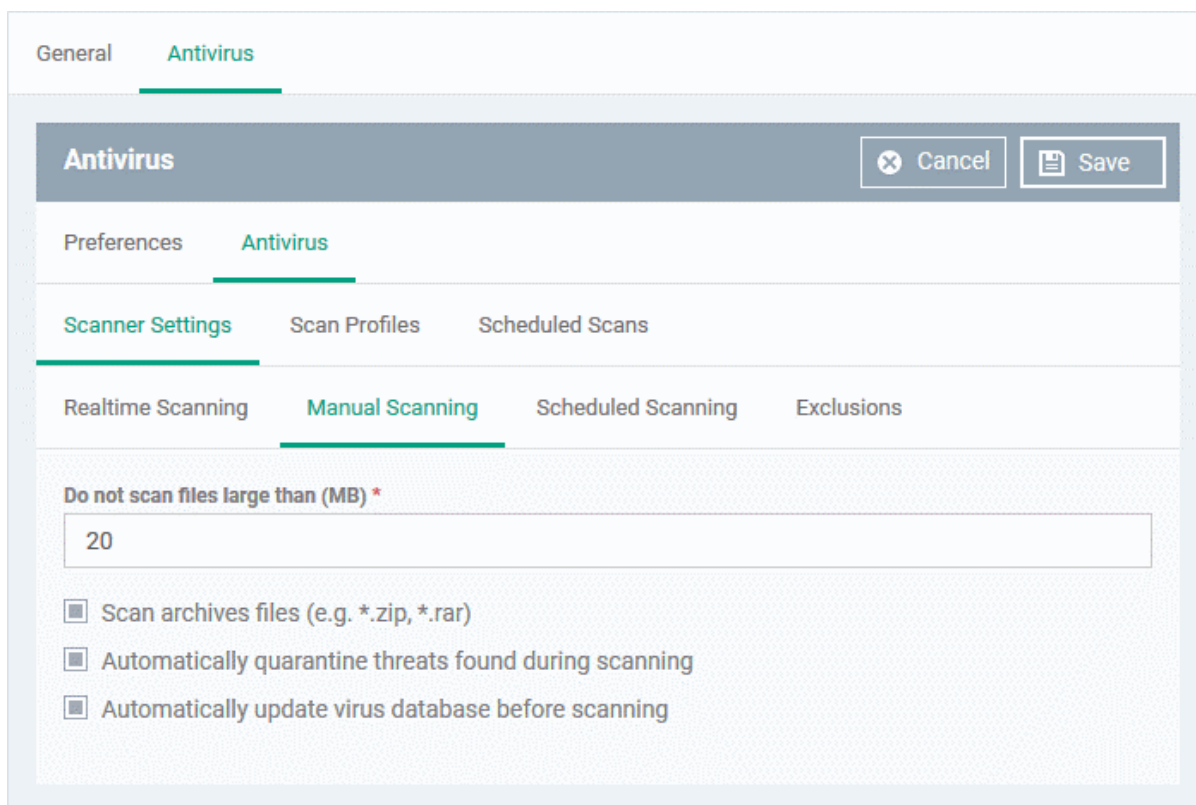 General Antivirus
Antivirus Cancel Save
Preferences Antivirus
Scanner Settings Scan Profiles Scheduled Scans
Realtime Scanning Manual Scanning Scheduled Scanning Exclusions
Do not scan files large than (MB) *
20
Scan archives files (e.g. *.zip, *.rar)
Automatically quarantine threats found during scanning
Automatically update virus database before scanning